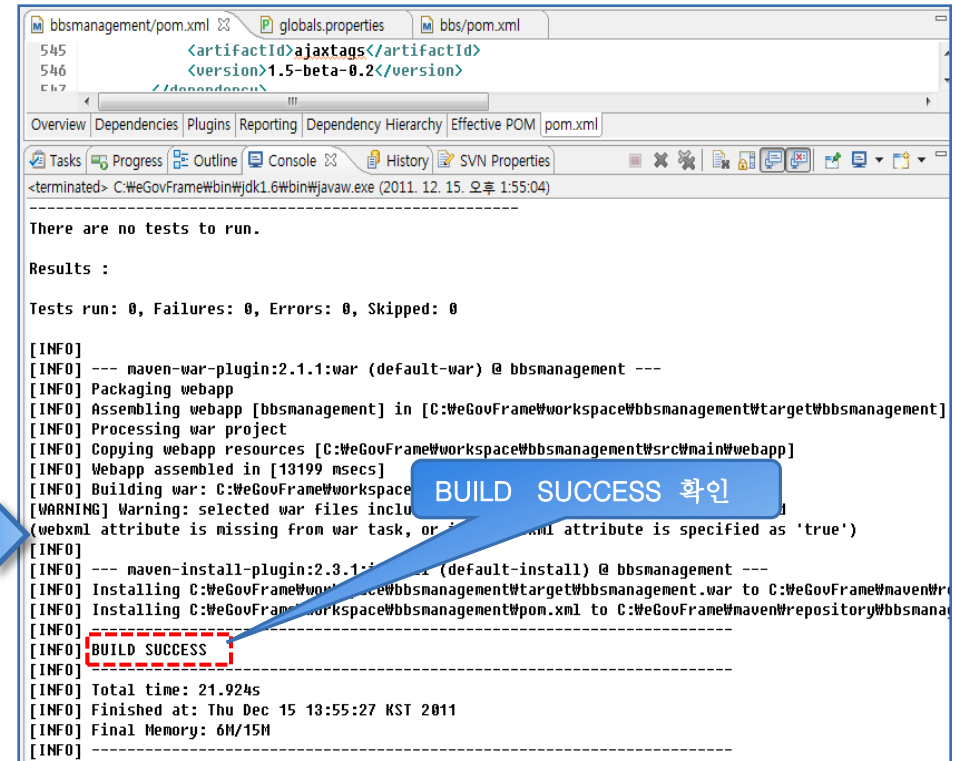 bbsmanagement/pom.xml globals.properties bbs/pom.xml
545 <artifactId>ajaxtags</artifactId>
546 <version>1.5-beta-0.2</version>
547 </dependency>
Overview Dependencies Plugins Reporting Dependency Hierarchy Effective POM pom.xml
Tasks Progress Outline Console History SVN Properties
<terminated> C:₩eGovFrame₩bin₩jdk1.6₩bin₩javaw.exe (2011. 12. 15. 오후 1:55:04)
-------------------------------------------------------
There are no tests to run.
Results :
Tests run: 0, Failures: 0, Errors: 0, Skipped: 0
[INFO]
[INFO] --- maven-war-plugin:2.1.1:war (default-war) @ bbsmanagement ---
[INFO] Packaging webapp
[INFO] Assembling webapp [bbsmanagement] in [C:₩eGovFrame₩workspace₩bbsmanagement₩target₩bbsmanagement]
[INFO] Processing war project
[INFO] Copying webapp resources [C:₩eGovFrame₩workspace₩bbsmanagement₩src₩main₩webapp]
[INFO] Webapp assembled in [13199 msecs]
[INFO] Building war: C:₩eGovFrame₩workspace
BUILD SUCCESS 확인
[WARNING] Warning: selected war files inclu
(webxml attribute is missing from war task, or attribute is specified as 'true')
[INFO]
[INFO] --- maven-install-plugin:2.3.1: (default-install) @ bbsmanagement ---
[INFO] Installing C:₩eGovFrame₩workspace₩bbsmanagement₩target₩bbsmanagement.war to C:₩eGovFrame₩maven₩re
[INFO] Installing C:₩eGovFrame₩workspace₩bbsmanagement₩pom.xml to C:₩eGovFrame₩maven₩repository₩bbsmanag
[INFO] ------------------------------------------------------------------------
[INFO] BUILD SUCCESS
[INFO] ------------------------------------------------------------------------
[INFO] Total time: 21.924s
[INFO] Finished at: Thu Dec 15 13:55:27 KST 2011
[INFO] Final Memory: 6M/15M
[INFO] ------------------------------------------------------------------------